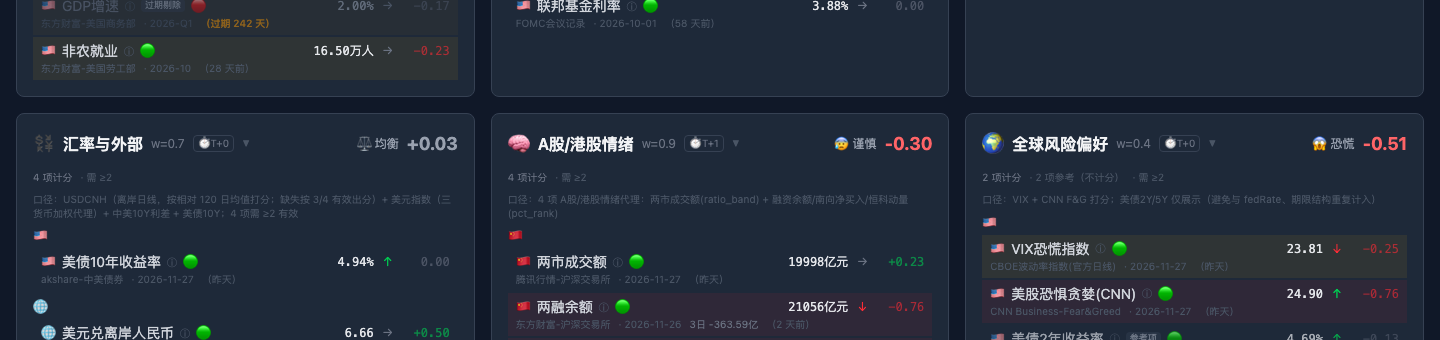 GDP增速 ⓘ 过期剔除 2.00% → -0.17
东方财富-美国商务部 · 2026-Q1 (过期 242 天)
非农就业 ⓘ 16.50万人 → -0.23
东方财富-美国劳工部 · 2026-10 (28 天前)
联邦基金利率 ⓘ 3.88% → 0.00
FOMC会议记录 · 2026-10-01 (58 天前)
汇率与外部 w=0.7 T+0 ▼ 均衡 +0.03
4 项计分 · 需 ≥2
口径: USDCNH (离岸日线, 按相对 120 日均值打分; 缺失按 3/4 有效出分) + 美元指数 (三
货币加权代理) + 中美10Y利差 + 美债10Y; 4 项需 ≥2 有效
美债10年收益率 ⓘ 4.94% ↑ 0.00
akshare-中美债券 · 2026-11-27 (昨天)
美元兑离岸人民币 ⓘ 6.66 → +0.50
A股/港股情绪 w=0.9 T+1 ▼ 谨慎 -0.30
4 项计分 · 需 ≥2
口径: 4 项 A股/港股情绪代理: 两市成交额(ratio_band) + 融资余额/南向净买入/恒科动量
(pct_rank)
两市成交额 ⓘ 19998亿元 → +0.23
腾讯行情-沪深交易所 · 2026-11-27 (昨天)
两融余额 ⓘ 21056亿元 ↓ -0.76
东方财富-沪深交易所 · 2026-11-26 3日 -363.59亿 (2 天前)
全球风险偏好 w=0.4 T+0 ▼ 恐慌 -0.51
2 项计分 · 2 项参考 (不计分) · 需 ≥2
口径: VIX + CNN F&G 打分; 美债2Y/5Y 仅展示 (避免与 fedRate、期限结构重复计入)
VIX恐慌指数 ⓘ 23.81 ↓ -0.25
CBOE波动率指数(官方日线) · 2026-11-27 (昨天)
美股恐惧贪婪(CNN) ⓘ 24.90 ↑ -0.76
CNN Business-Fear&Greed · 2026-11-27 (昨天)
美债2年收益率 ⓘ 参考项 4.69% ↑ -0.13